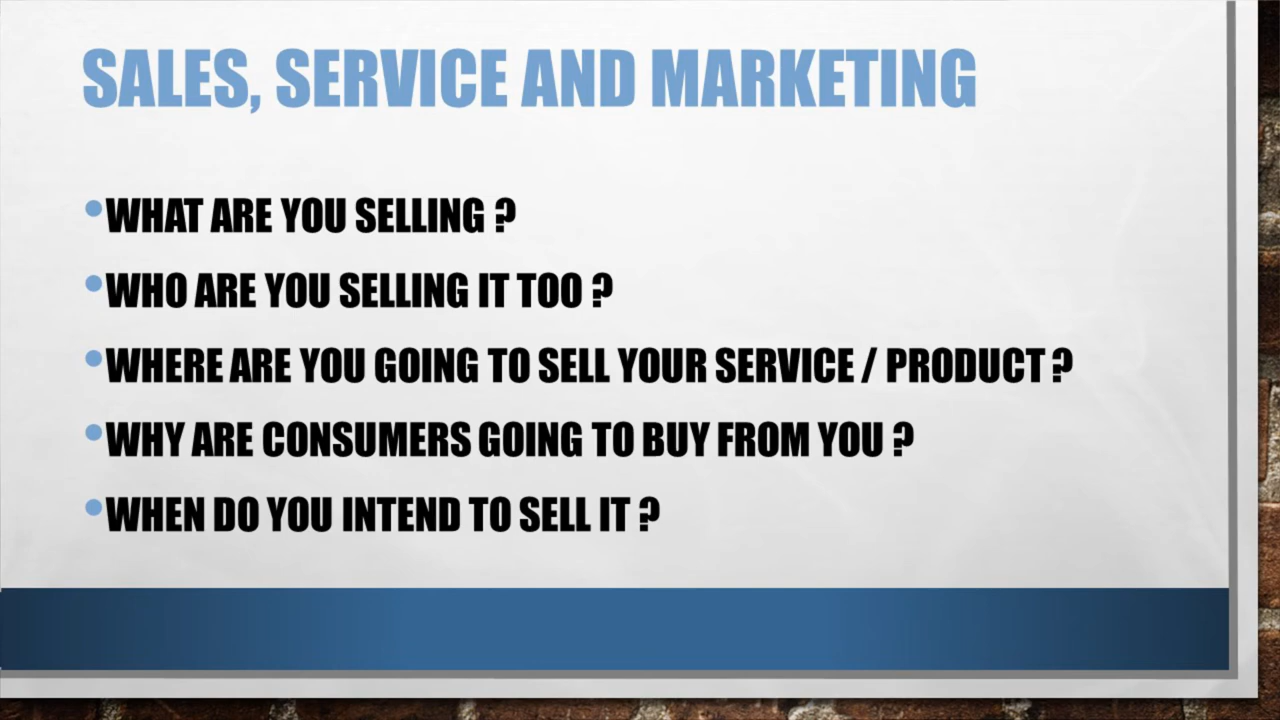 SALES, SERVICE AND MARKETING
•WHAT ARE YOU SELLING ?
•WHO ARE YOU SELLING IT TOO ?
•WHERE ARE YOU GOING TO SELL YOUR SERVICE / PRODUCT ?
•WHY ARE CONSUMERS GOING TO BUY FROM YOU ?
•WHEN DO YOU INTEND TO SELL IT ?